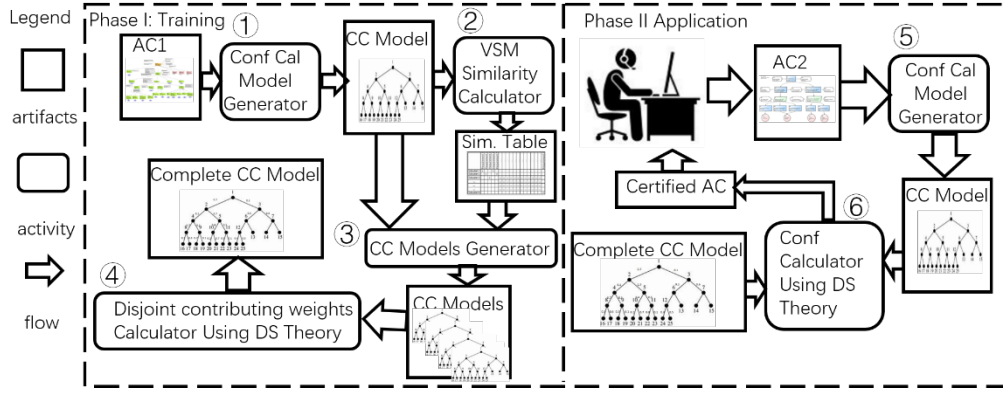 Legend
artifacts
activity
flow
Phase I: Training
①
AC1
Conf Cal
Model
Generator
CC Model
②
VSM
Similarity
Calculator
Sim. Table
③
CC Models Generator
CC Models
④
Disjoint contributing weights
Calculator Using DS Theory
Complete CC Model
Phase II Application
AC2
⑤
Conf Cal
Model
Generator
CC Model
⑥
Conf
Calculator
Using DS
Theory
Complete CC Model
Certified AC